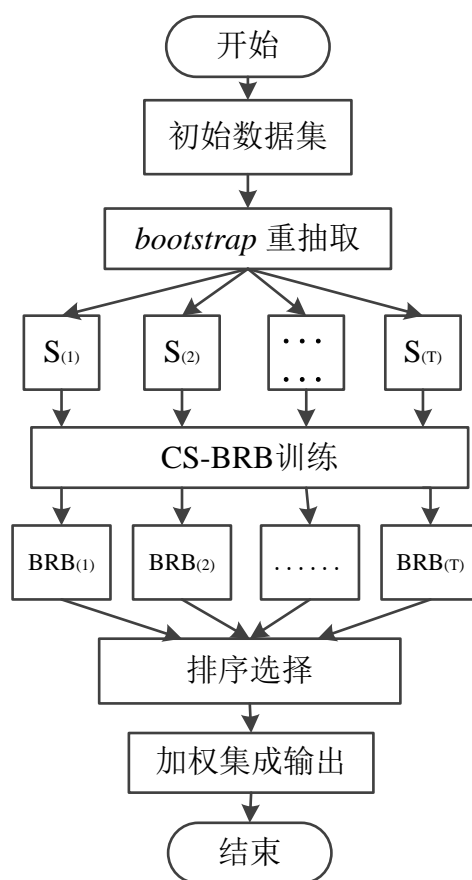 开始
初始数据集
bootstrap 重抽取
S(1) S(2) ... S(T)
...
CS-BRB训练
BRB(1) BRB(2) ...... BRB(T)
排序选择
加权集成输出
结束